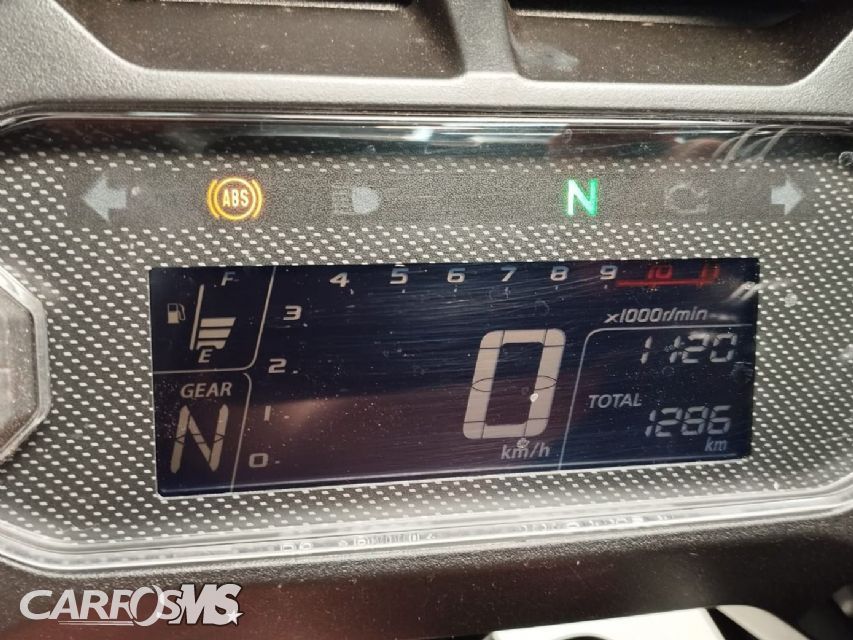 ABS
N
F
E
4 5 6 7 8 9 10 11
3
2
1
0
x1000r/min
1120
GEAR
N
0
km/h
TOTAL
1286
km
CARFOSMS